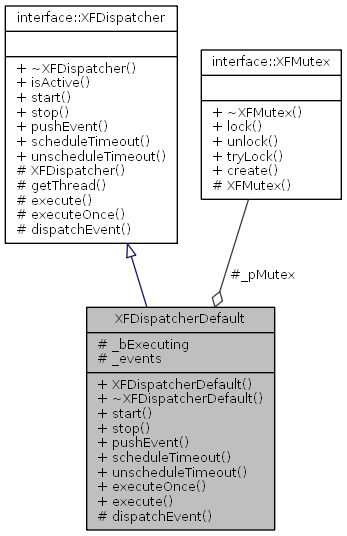 interface::XFDispatcher
+ ~XFDispatcher()
+ isActive()
+ start()
+ stop()
+ pushEvent()
+ scheduleTimeout()
+ unscheduleTimeout()
# XFDispatcher()
# getThread()
# execute()
# executeOnce()
# dispatchEvent()
interface::XFMutex
+ ~XFMutex()
+ lock()
+ unlock()
+ tryLock()
+ create()
# XFMutex()
#_pMutex
XFDispatcherDefault
# _bExecuting
# _events
+ XFDispatcherDefault()
+ ~XFDispatcherDefault()
+ start()
+ stop()
+ pushEvent()
+ scheduleTimeout()
+ unscheduleTimeout()
+ executeOnce()
+ execute()
# dispatchEvent()